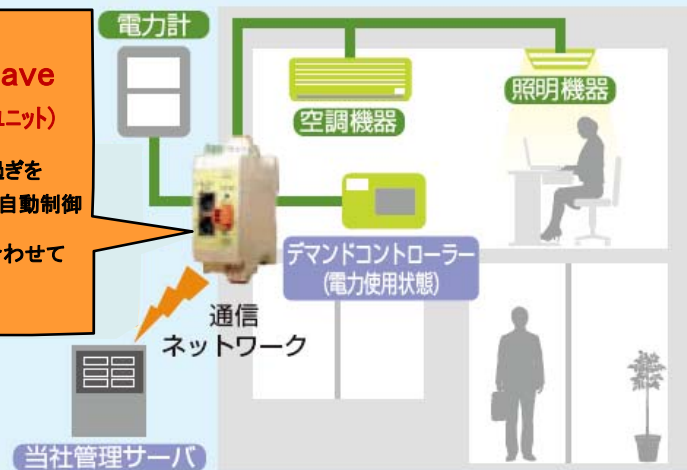 電力計
ave
ユニット)
ぎを
自動制御
わせて
空調機器
照明機器
デマンドコントローラー
(電力使用状態)
通信
ネットワーク
当社管理サーバ